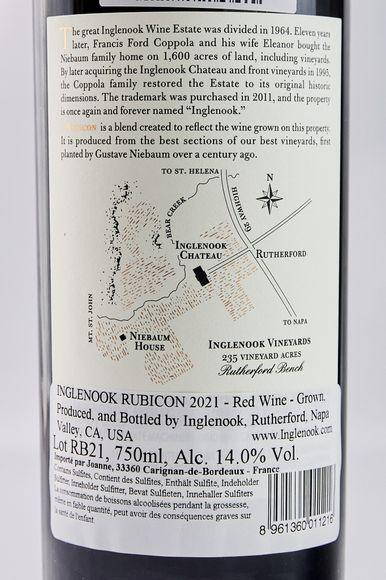 The great Inglenook Wine Estate was divided in 1964. Eleven years
later, Francis Ford Coppola and his wife Eleanor bought the
Niebaum family home on 1,600 acres of land, including vineyards.
By later acquiring the Inglenook Chateau and front vineyards in 1995,
the Coppola family restored the Estate to its original historic
dimensions. The trademark was purchased in 2011, and the property
is once again and forever named “Inglenook.”
RUBICON is a blend created to reflect the wine grown on this property.
It is produced from the best sections of our best vineyards, first
planted by Gustave Niebaum over a century ago.
TO ST. HELENA
N
BEAR CREEK
HIGHWAY 29
INGLENOOK
CHATEAU
RUTHERFORD
MT. ST. JOHN
TO NAPA
NIEBAUM
HOUSE
INGLENOOK VINEYARDS
235 VINEYARD ACRES
Rutherford Bench
INGLENOOK RUBICON 2021 - Red Wine - Grown,
Produced, and Bottled by Inglenook, Rutherford, Napa
Valley, CA, USA
www.Inglenook.com
Lot RB21, 750ml, Alc. 14.0% Vol.
Importé par Joanne, 33360 Carignan-de-Bordeaux - France
Contains Sulfites, Contient des Sulfites, Enthält Sulfite, Indeholder
Sulfitter, Inneholder Sulfitter, Bevat Sulfieten, Innehaller Sulfiters
La consommation de boissons alcoolisées pendant la grossesse,
même en faible quantité, peut avoir des conséquences graves sur
la santé de l'enfant.
8 961360 011216